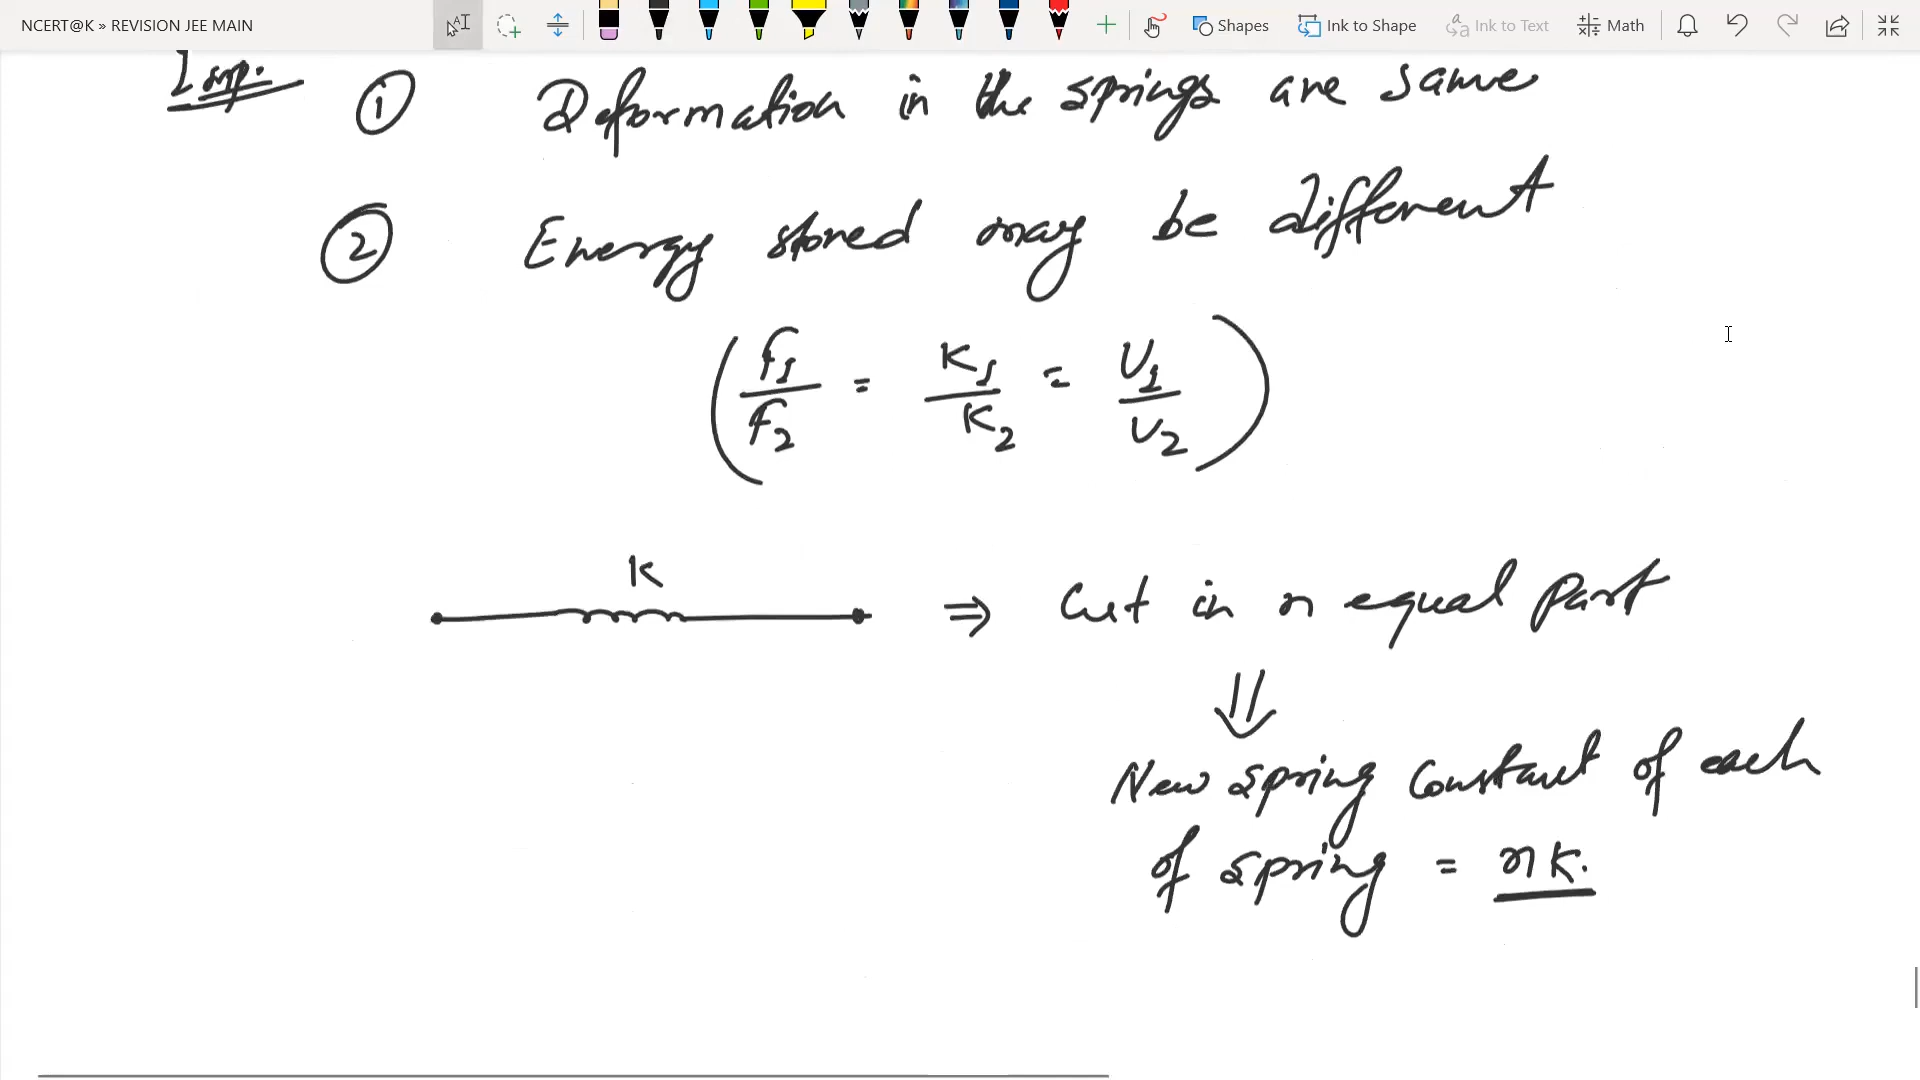 NCERT@K » REVISION JEE MAIN
Shapes Ink to Shape Ink to Text Math
Imp. ① Deformation in the springs are same
② Energy stored may be different
(F1/F2 = K1/K2 = U1/U2)
K
⇒ Cut in n equal part
⇓
New spring constant of each
of spring = nK.